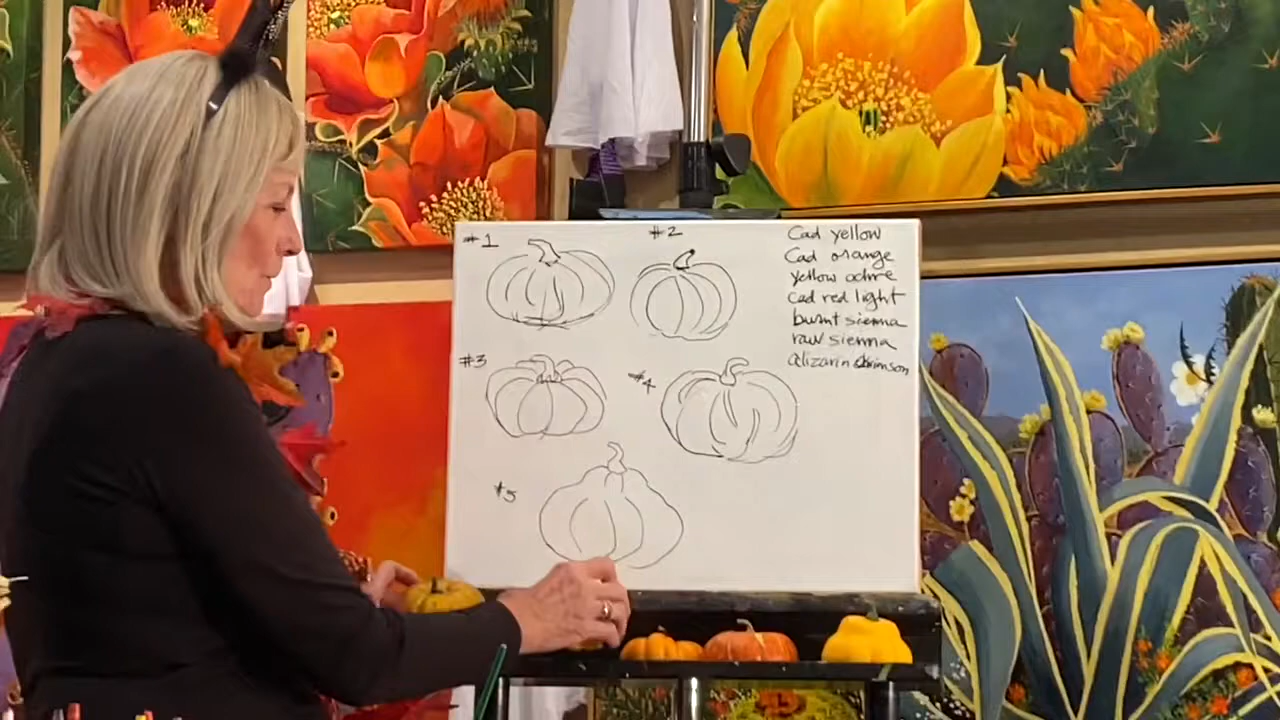 #1
#2
#3
#4
#5
Cad yellow
Cad orange
yellow ochre
Cad red light
burnt sienna
raw sienna
alizarin crimson